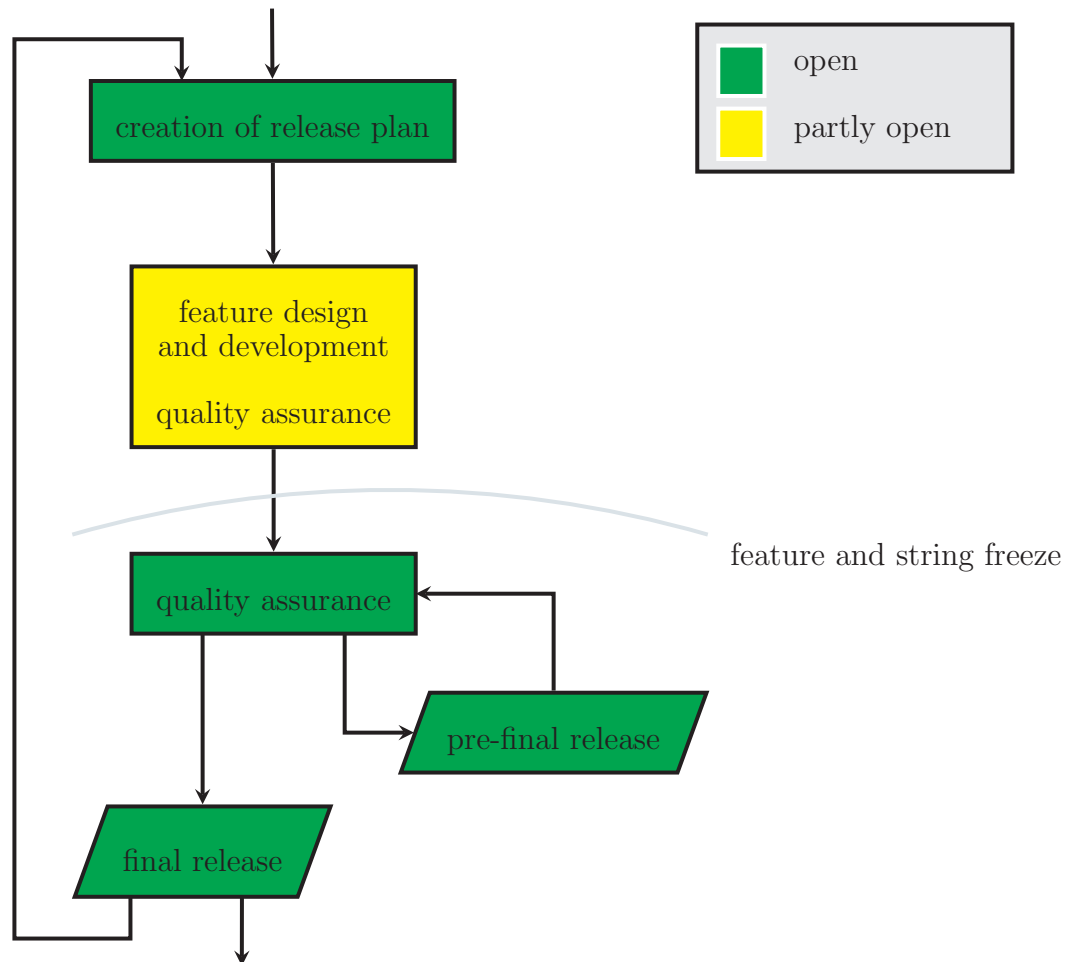 open
partly open
creation of release plan
feature design
and development
quality assurance
feature and string freeze
quality assurance
pre-final release
final release